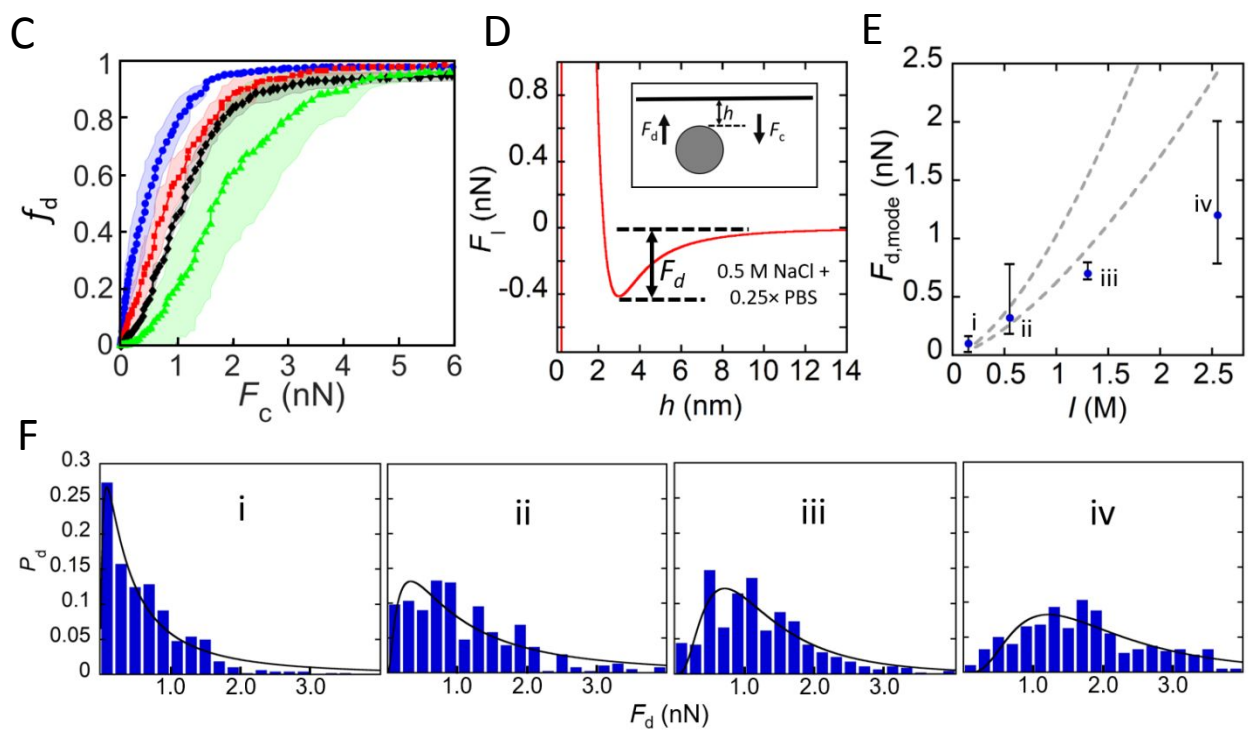 C
D
E
1
0.8
0.6
0.4
0.2
0
f_d
0 1 2 3 4 5 6
F_c (nN)
0.8
0.4
0
-0.4
F_I (nN)
h
F_d
F_c
F_d
0.5 M NaCl +
0.25× PBS
0 2 4 6 8 10 12 14
h (nm)
2.5
2
1.5
1
0.5
0
F_d,mode (nN)
i
ii
iii
iv
0 0.5 1 1.5 2 2.5
I (M)
F
0.3
0.25
0.20
0.15
0.10
0.05
0
P_d
i
ii
iii
iv
1.0 2.0 3.0
1.0 2.0 3.0
1.0 2.0 3.0
1.0 2.0 3.0
F_d (nN)